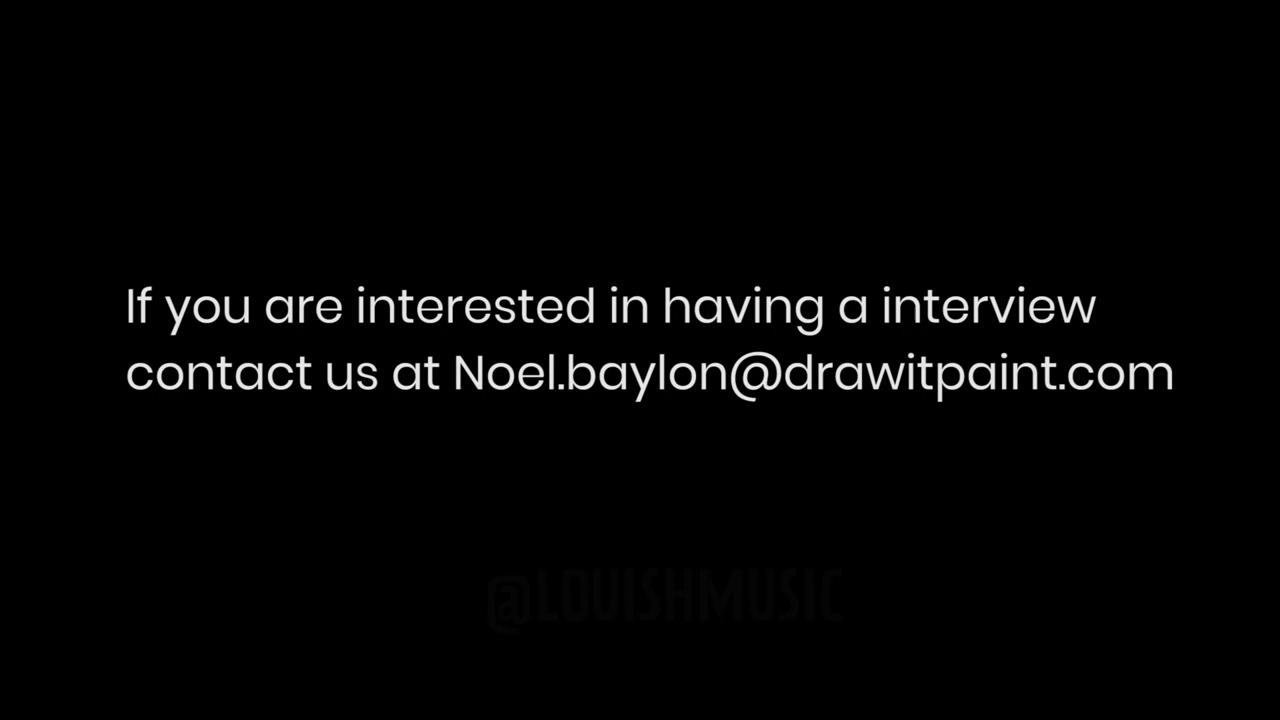 If you are interested in having a interview
contact us at Noel.baylon@drawitpaint.com
@LOUISHMUSIC